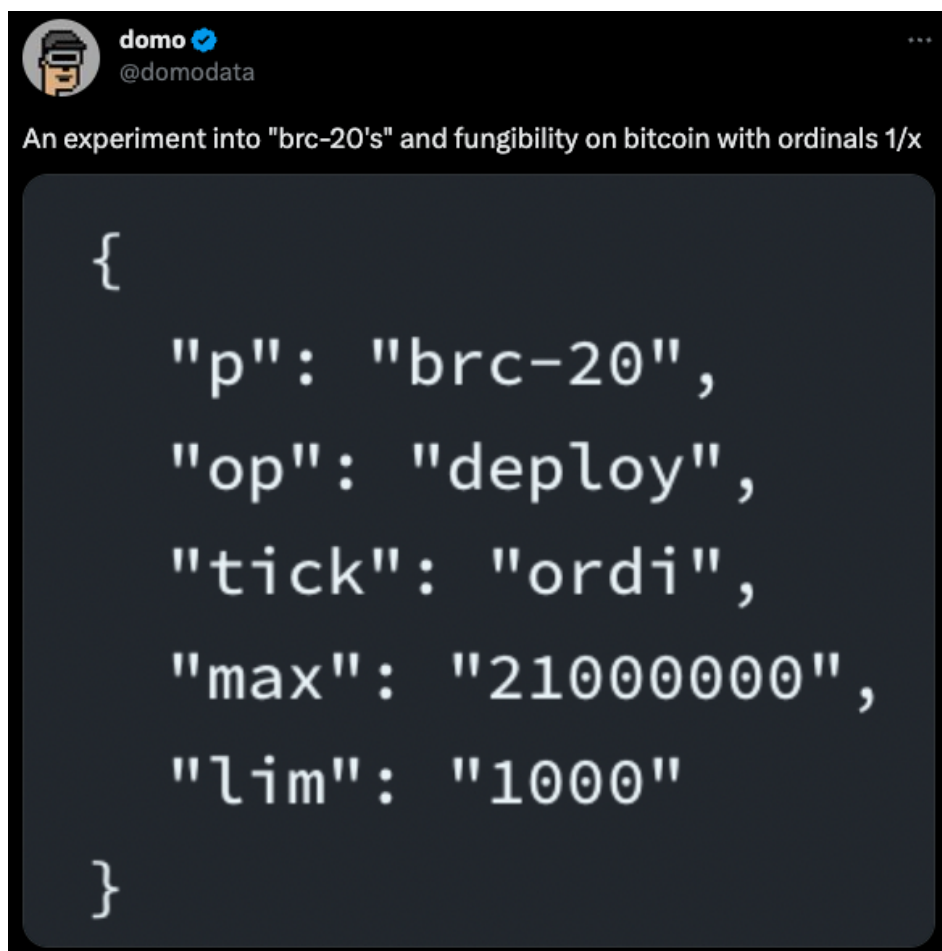 domo
@domodata
An experiment into "brc-20's" and fungibility on bitcoin with ordinals 1/x
{
"p": "brc-20",
"op": "deploy",
"tick": "ordi",
"max": "21000000",
"lim": "1000"
}